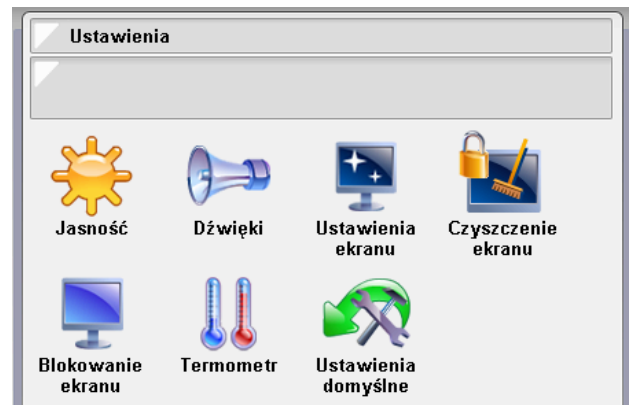 Ustawienia
Jasność
Dźwięki
Ustawienia
ekranu
Czyszczenie
ekranu
Blokowanie
ekranu
Termometr
Ustawienia
domyślne